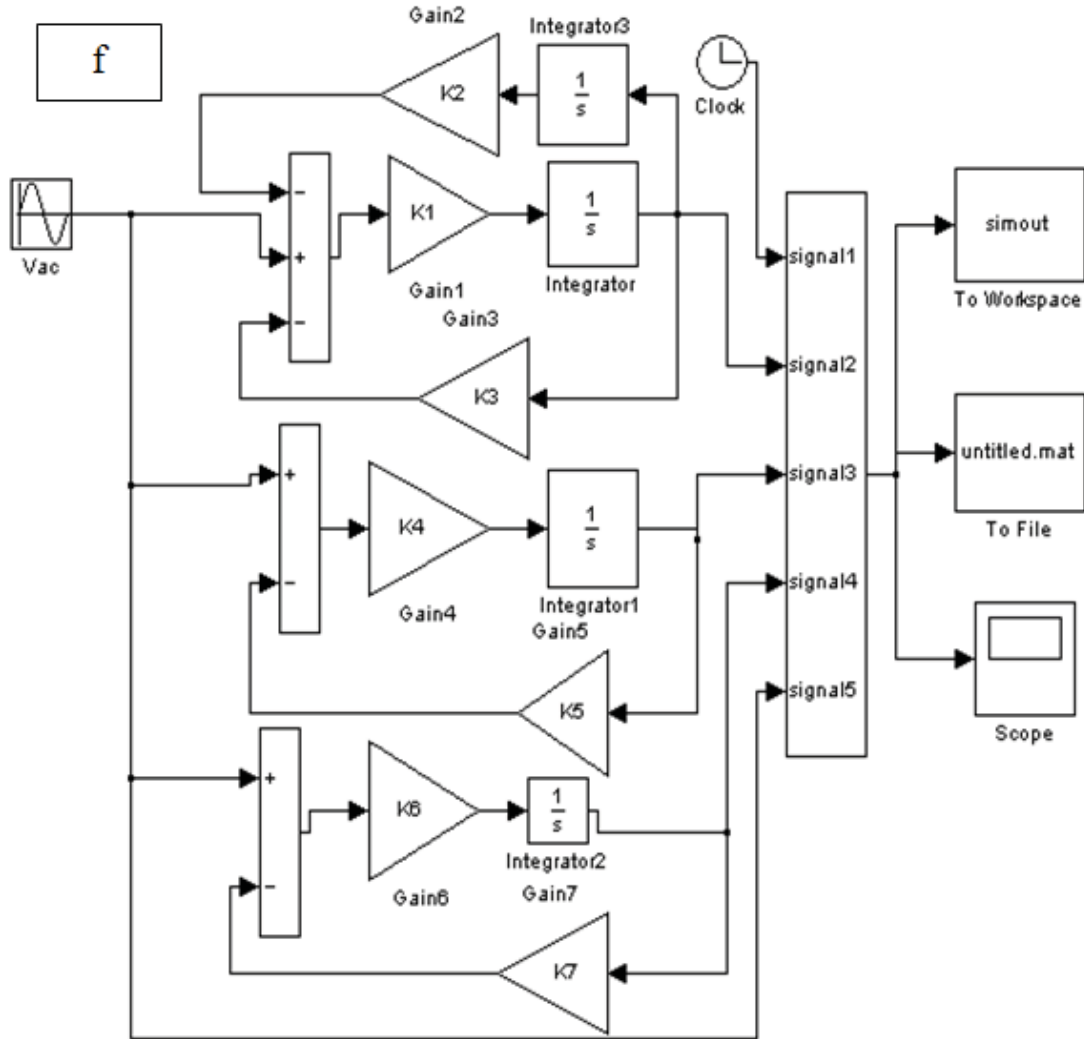 Gain2
Integrator3
f
K2
1
s
Clock
Vac
−
+
−
K1
1
s
Gain1
Integrator
Gain3
K3
signal1
signal2
signal3
signal4
signal5
simout
To Workspace
untitled.mat
To File
Scope
+
−
K4
1
s
Gain4
Integrator1
Gain5
K5
+
−
K6
1
s
Integrator2
Gain6
Gain7
K7